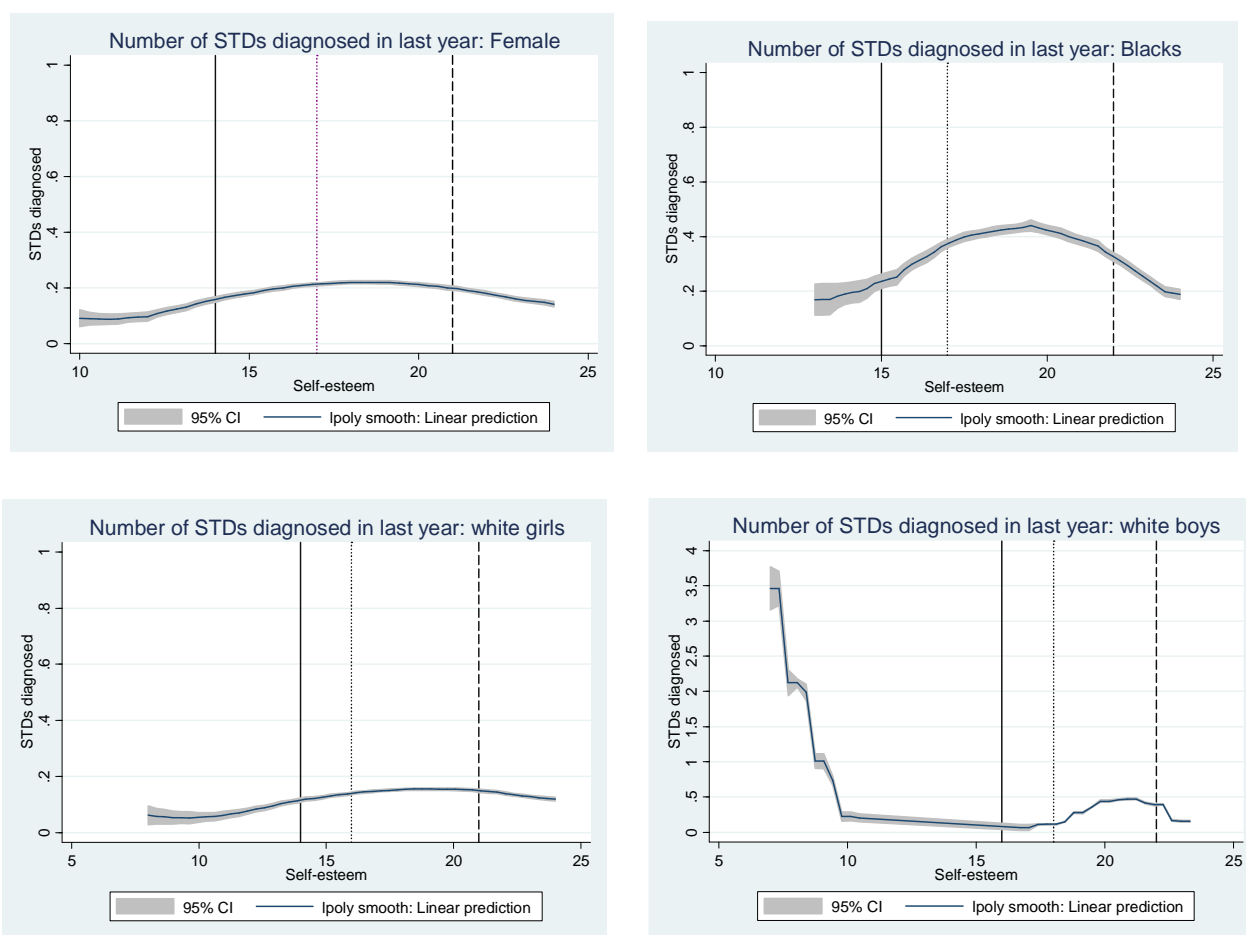 Number of STDs diagnosed in last year: Female
STDs diagnosed
1
.8
.6
.4
.2
0
10 15 20 25
Self-esteem
95% CI lpoly smooth: Linear prediction
Number of STDs diagnosed in last year: Blacks
STDs diagnosed
1
.8
.6
.4
.2
0
10 15 20 25
Self-esteem
95% CI lpoly smooth: Linear prediction
Number of STDs diagnosed in last year: white girls
STDs diagnosed
1
.8
.6
.4
.2
0
5 10 15 20 25
Self-esteem
95% CI lpoly smooth: Linear prediction
Number of STDs diagnosed in last year: white boys
STDs diagnosed
4
3.5
3
2.5
2
1.5
1
.5
0
5 10 15 20 25
Self-esteem
95% CI lpoly smooth: Linear prediction